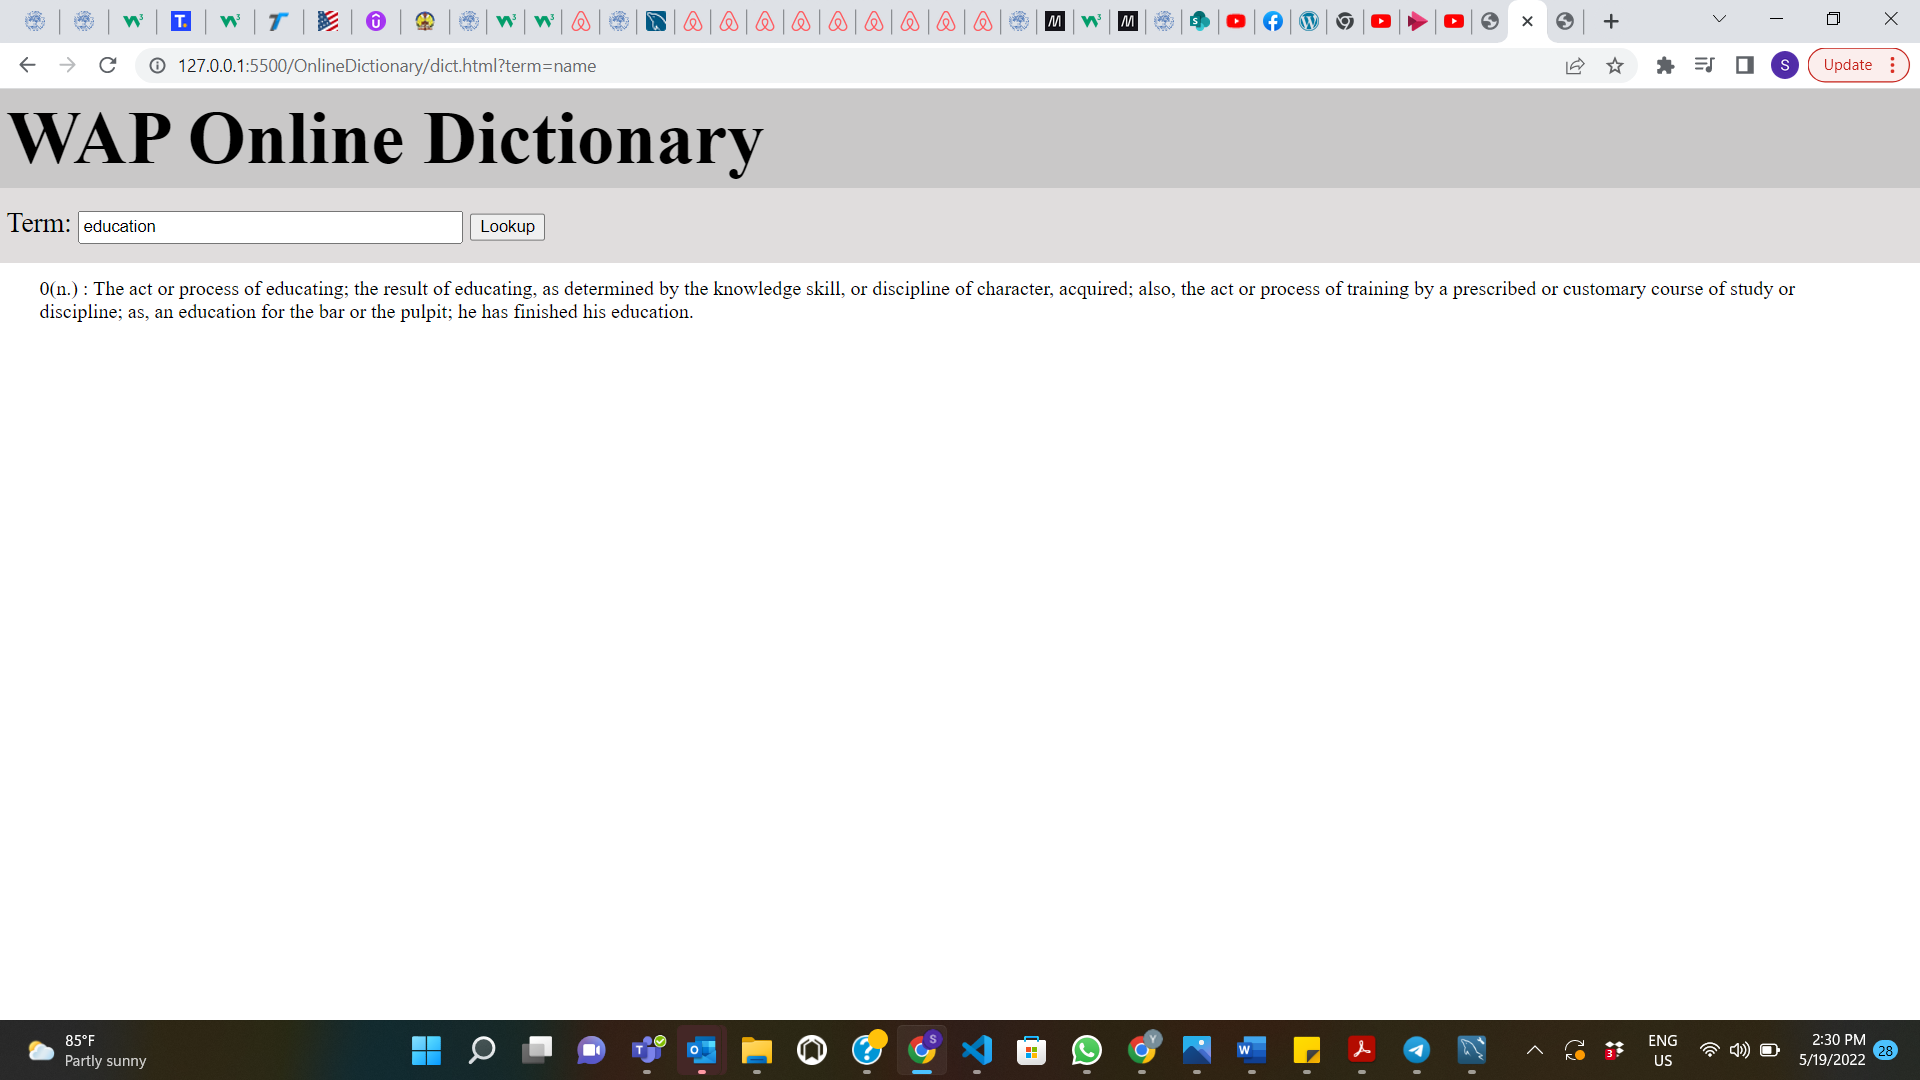 127.0.0.1:5500/OnlineDictionary/dict.html?term=name
S
Update
WAP Online Dictionary
Term: education Lookup
0(n.) : The act or process of educating; the result of educating, as determined by the knowledge skill, or discipline of character, acquired; also, the act or process of training by a prescribed or customary course of study or
discipline; as, an education for the bar or the pulpit; he has finished his education.
85°F
Partly sunny
ENG
US
2:30 PM
5/19/2022
28